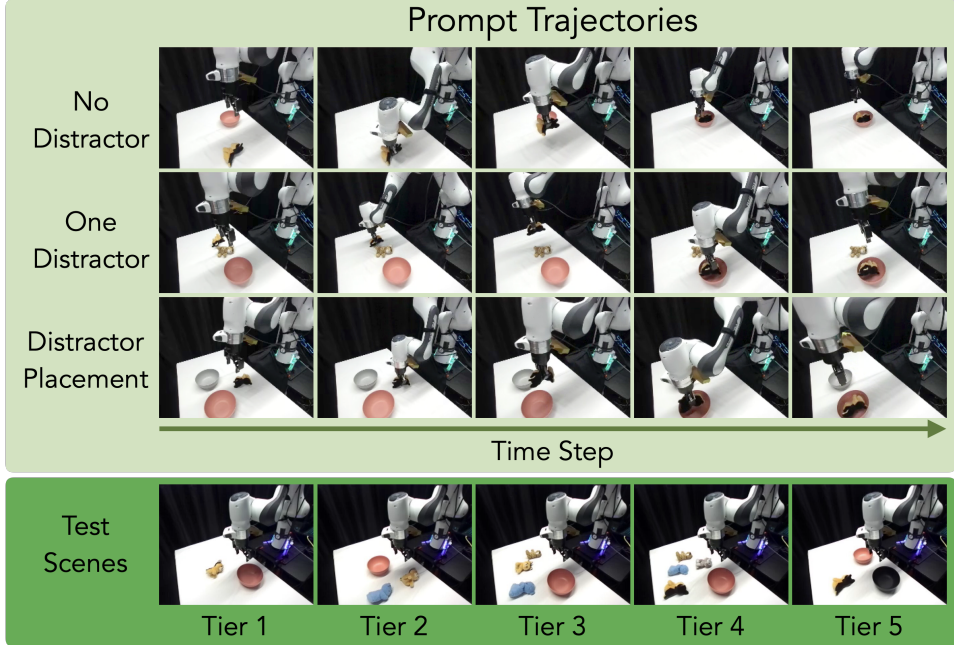 Prompt Trajectories
No
Distractor
One
Distractor
Distractor
Placement
Time Step
Test
Scenes
Tier 1
Tier 2
Tier 3
Tier 4
Tier 5